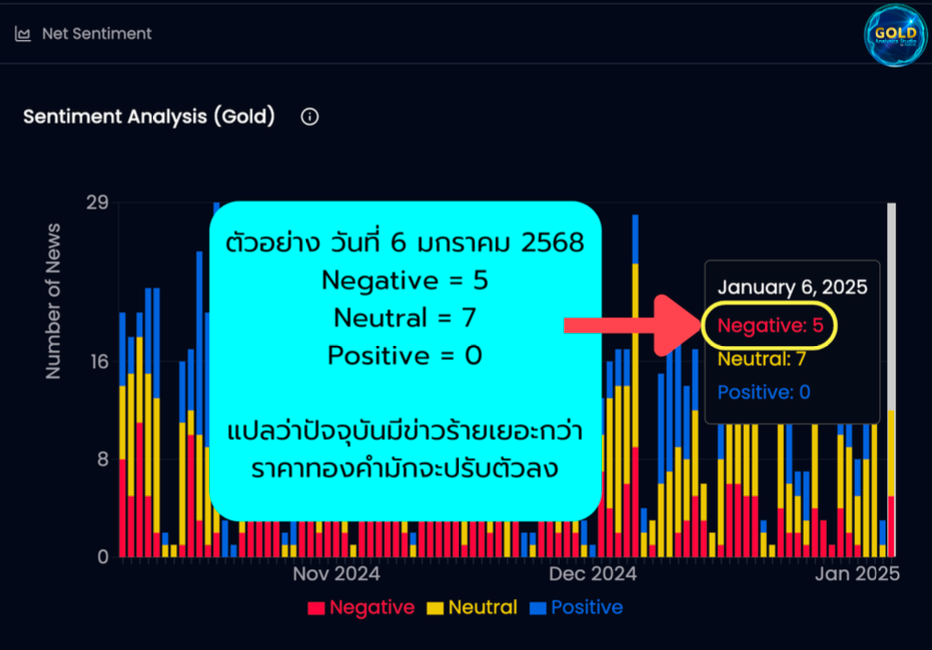 Net Sentiment
GOLD
Sentiment Analysis (Gold)
Number of News
29
16
8
0
ตัวอย่าง วันที่ 6 มกราคม 2568
Negative = 5
Neutral = 7
Positive = 0
แปลว่าปัจจุบันมีข่าวร้ายเยอะกว่า
ราคาทองคำมักจะปรับตัวลง
January 6, 2025
Negative: 5
Neutral: 7
Positive: 0
Nov 2024
Dec 2024
Jan 2025
Negative
Neutral
Positive